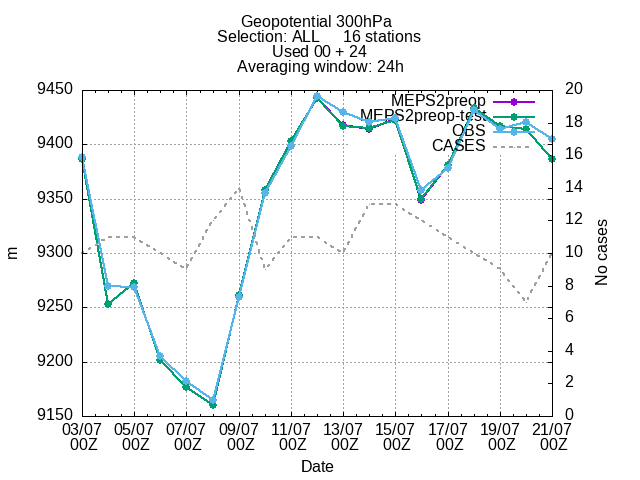 Geopotential 300hPa
Selection: ALL 16 stations
Used 00 + 24
Averaging window: 24h
9450
9400
9350
9300
9250
9200
9150
m
20
18
16
14
12
10
8
6
4
2
0
No cases
MEPS2preop
MEPS2preop-test
OBS
CASES
03/07 05/07 07/07 09/07 11/07 13/07 15/07 17/07 19/07 21/07
00Z 00Z 00Z 00Z 00Z 00Z 00Z 00Z 00Z 00Z
Date